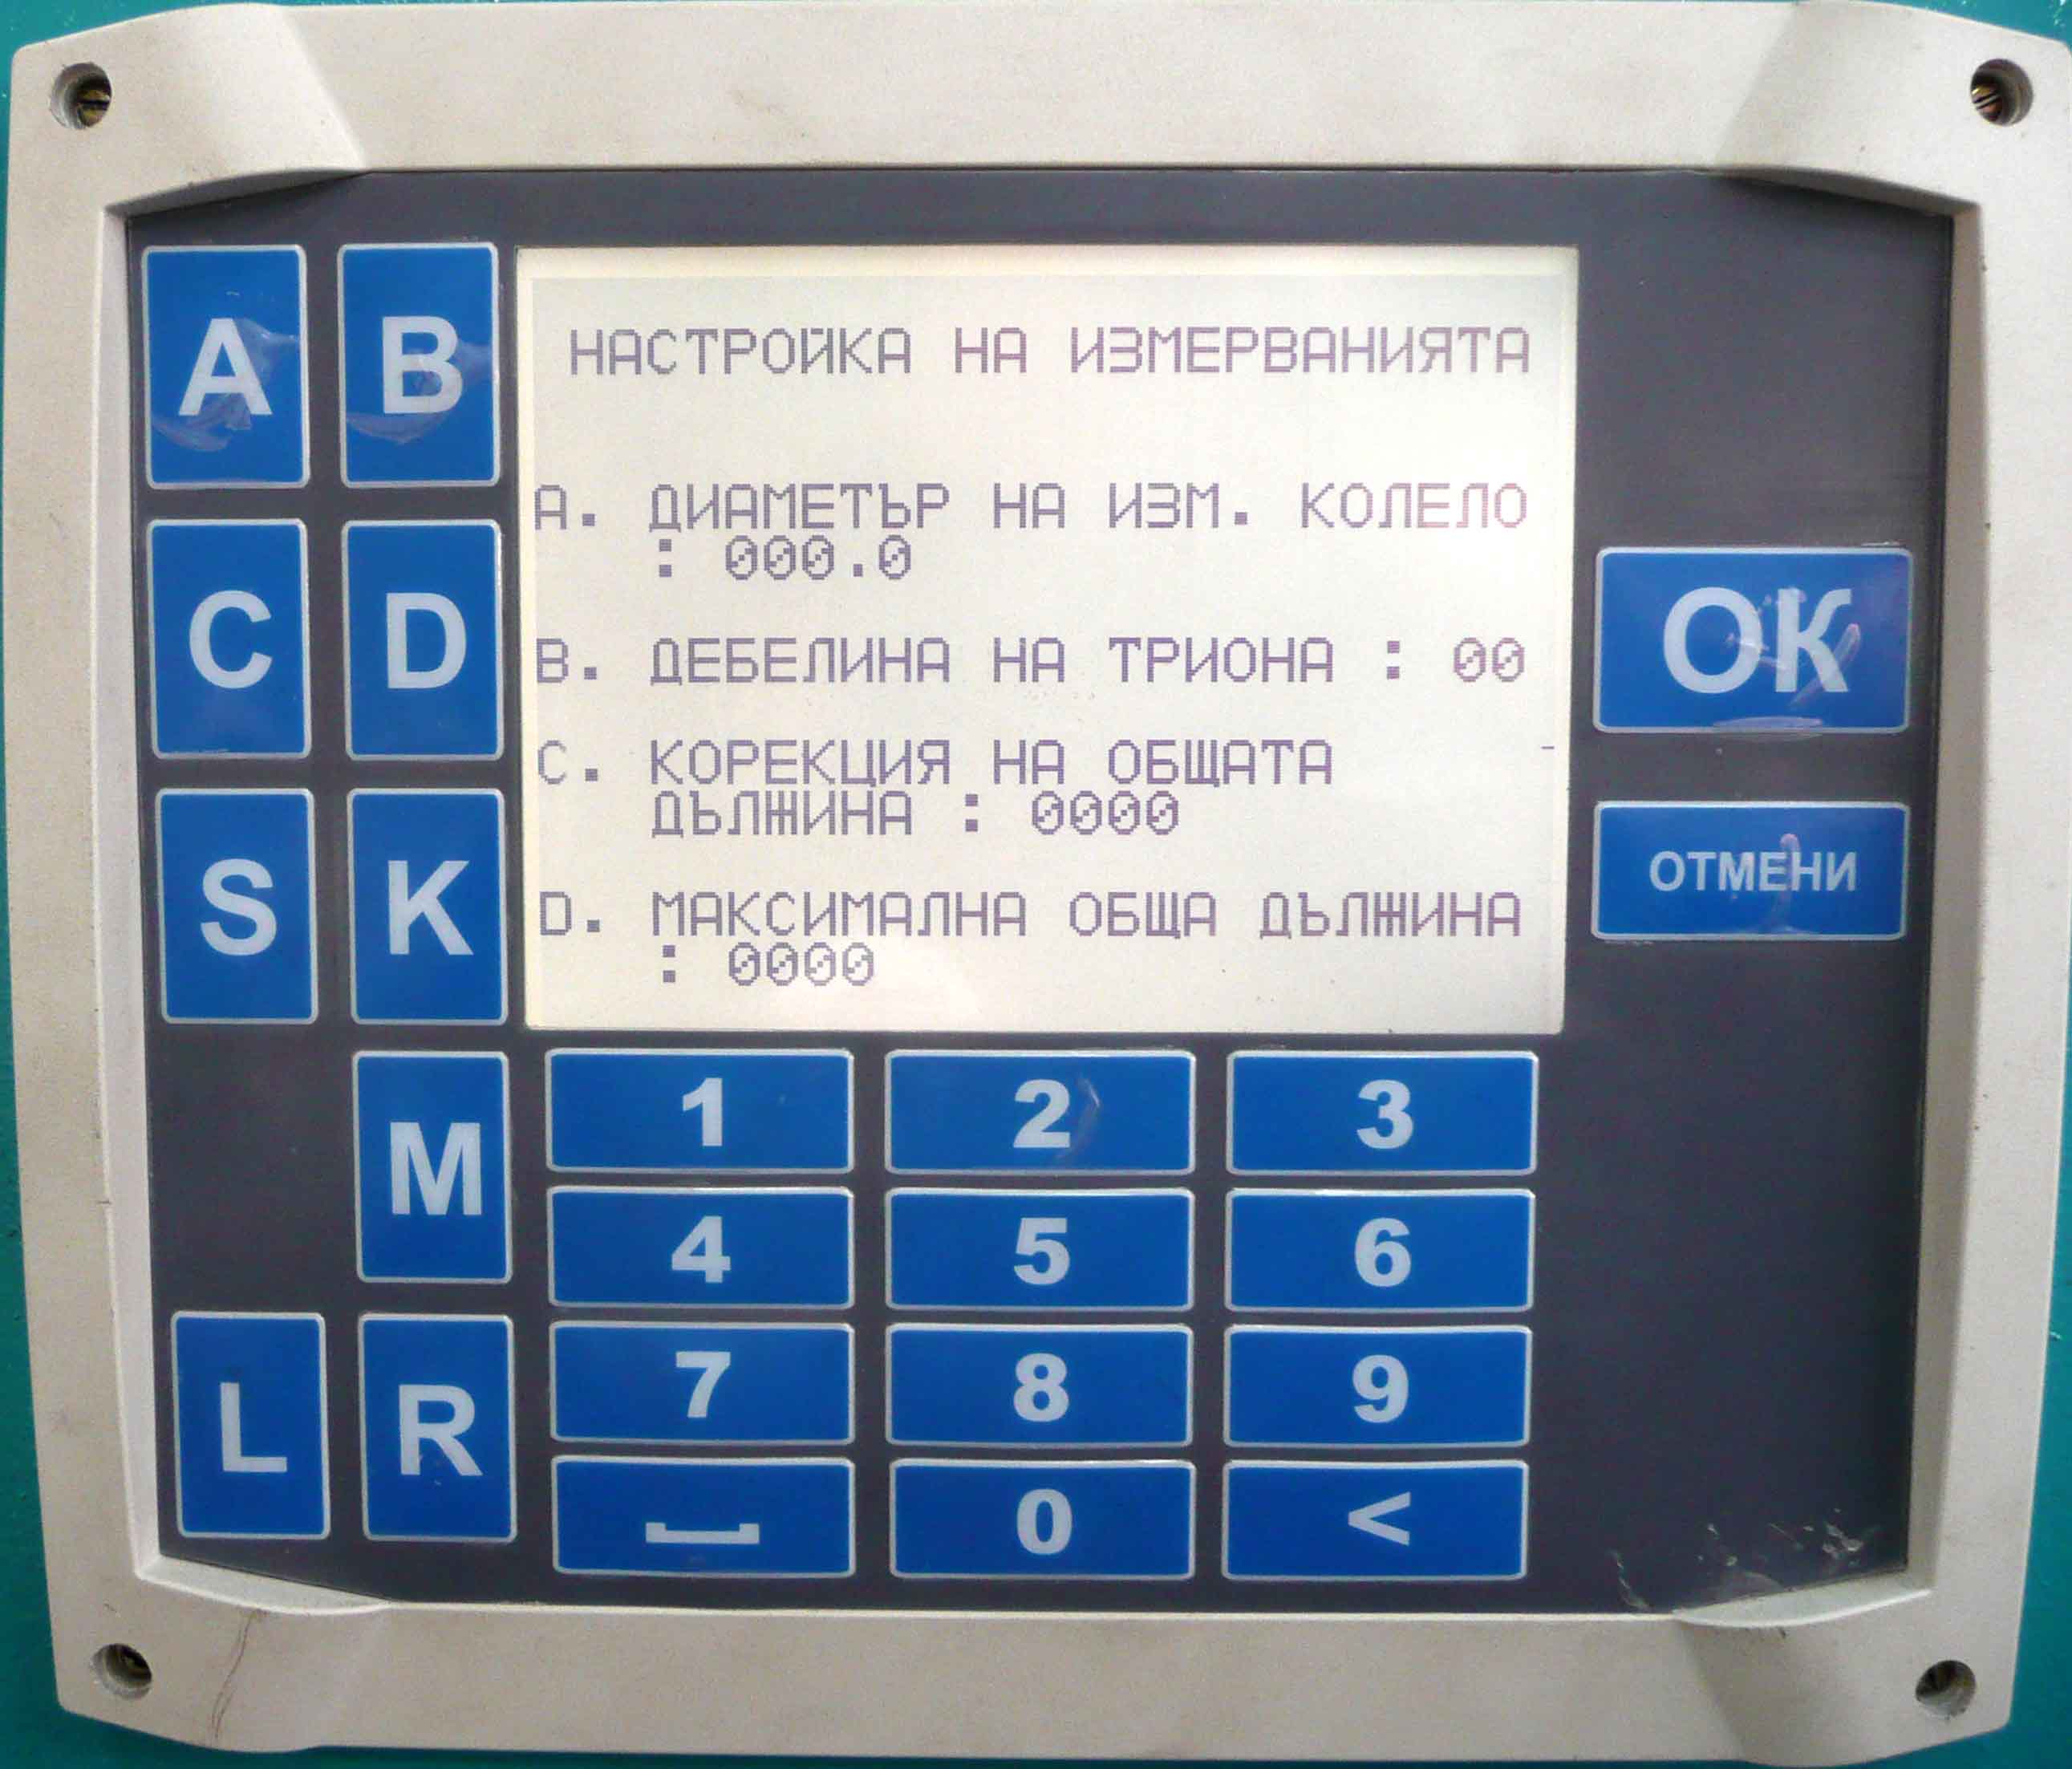 A B
НАСТРОЙКА НА ИЗМЕРВАНИЯТА
A. ДИАМЕТЪР НА ИЗМ. КОЛЕЛО
: 000.0
C D
B. ДЕБЕЛИНА НА ТРИОНА : 00
OK
C. КОРЕКЦИЯ НА ОБЩАТА
ДЪЛЖИНА : 0000
S K
ОТМЕНИ
D. МАКСИМАЛНА ОБЩА ДЪЛЖИНА
: 0000
M 1 2 3
4 5 6
L R 7 8 9
0 <